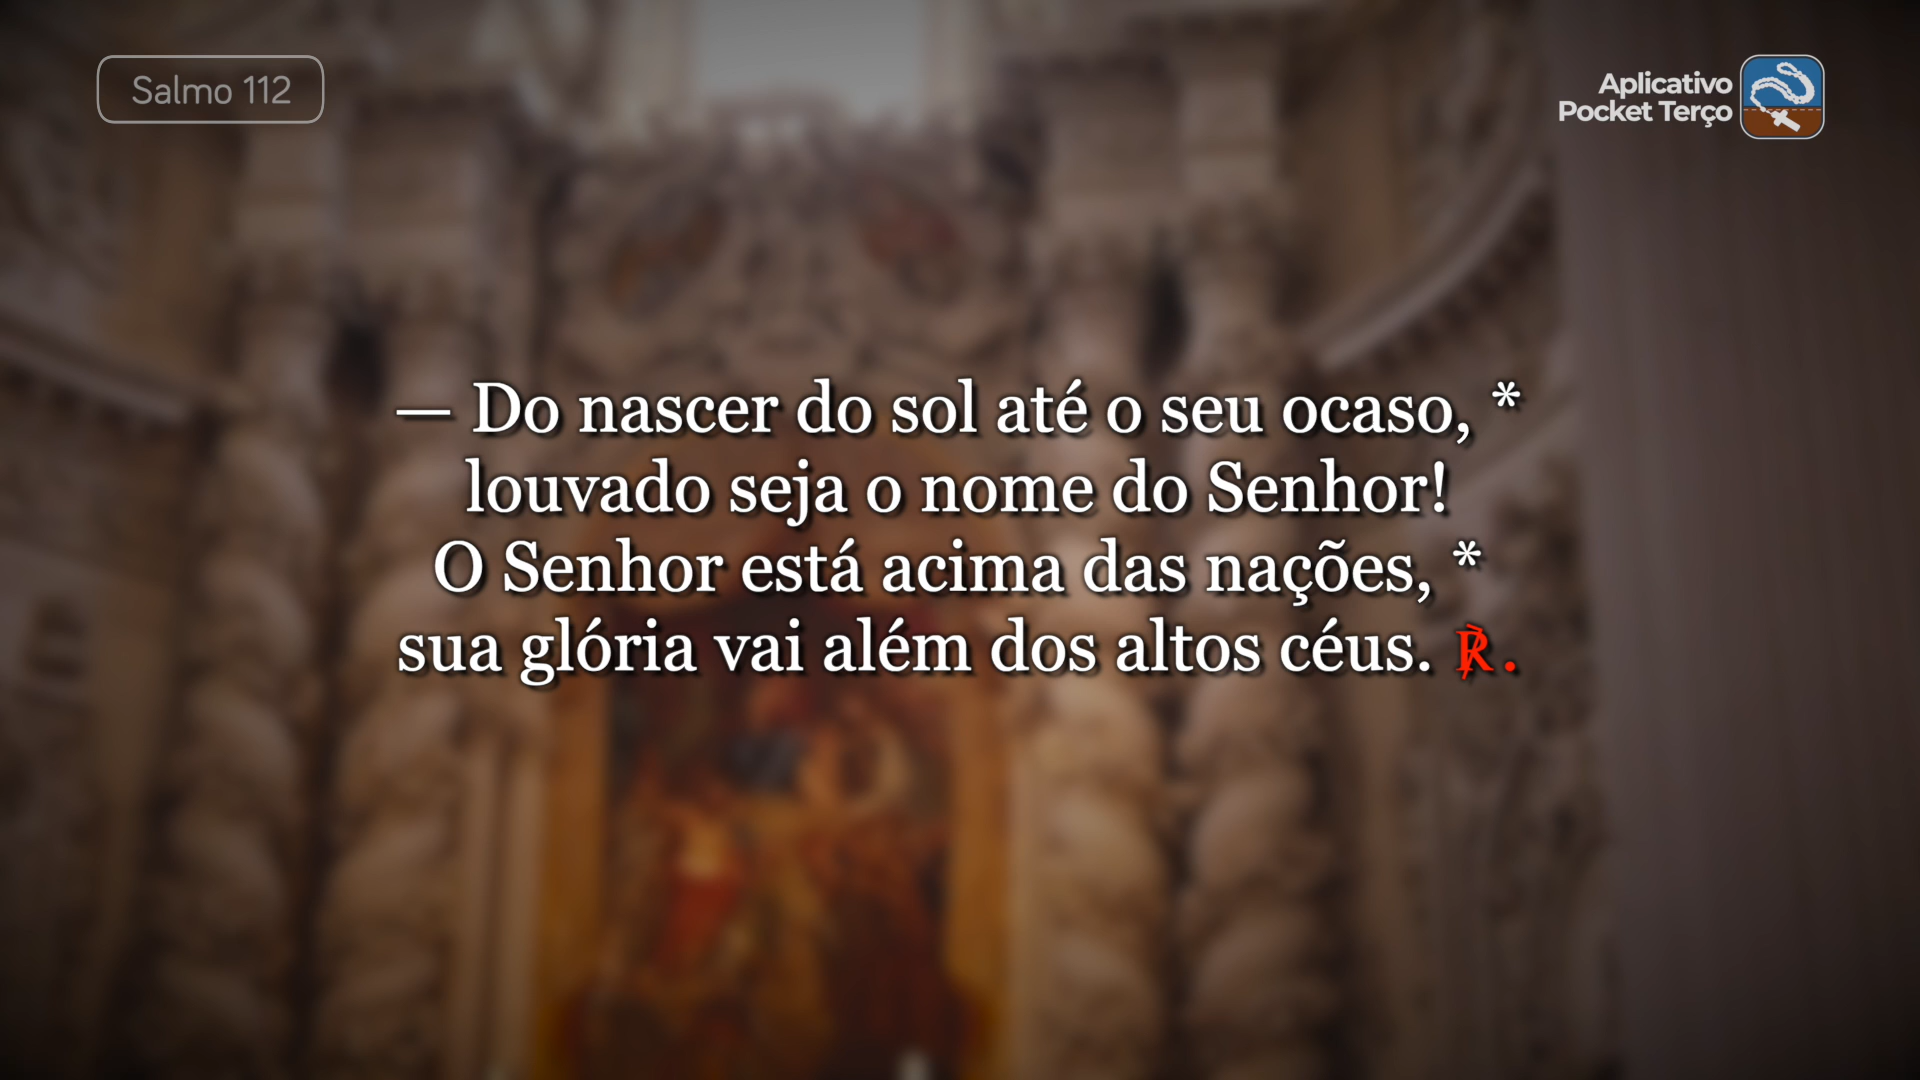 Salmo 112
Aplicativo
Pocket Terço
— Do nascer do sol até o seu ocaso, *
louvado seja o nome do Senhor!
O Senhor está acima das nações, *
sua glória vai além dos altos céus. ℟.